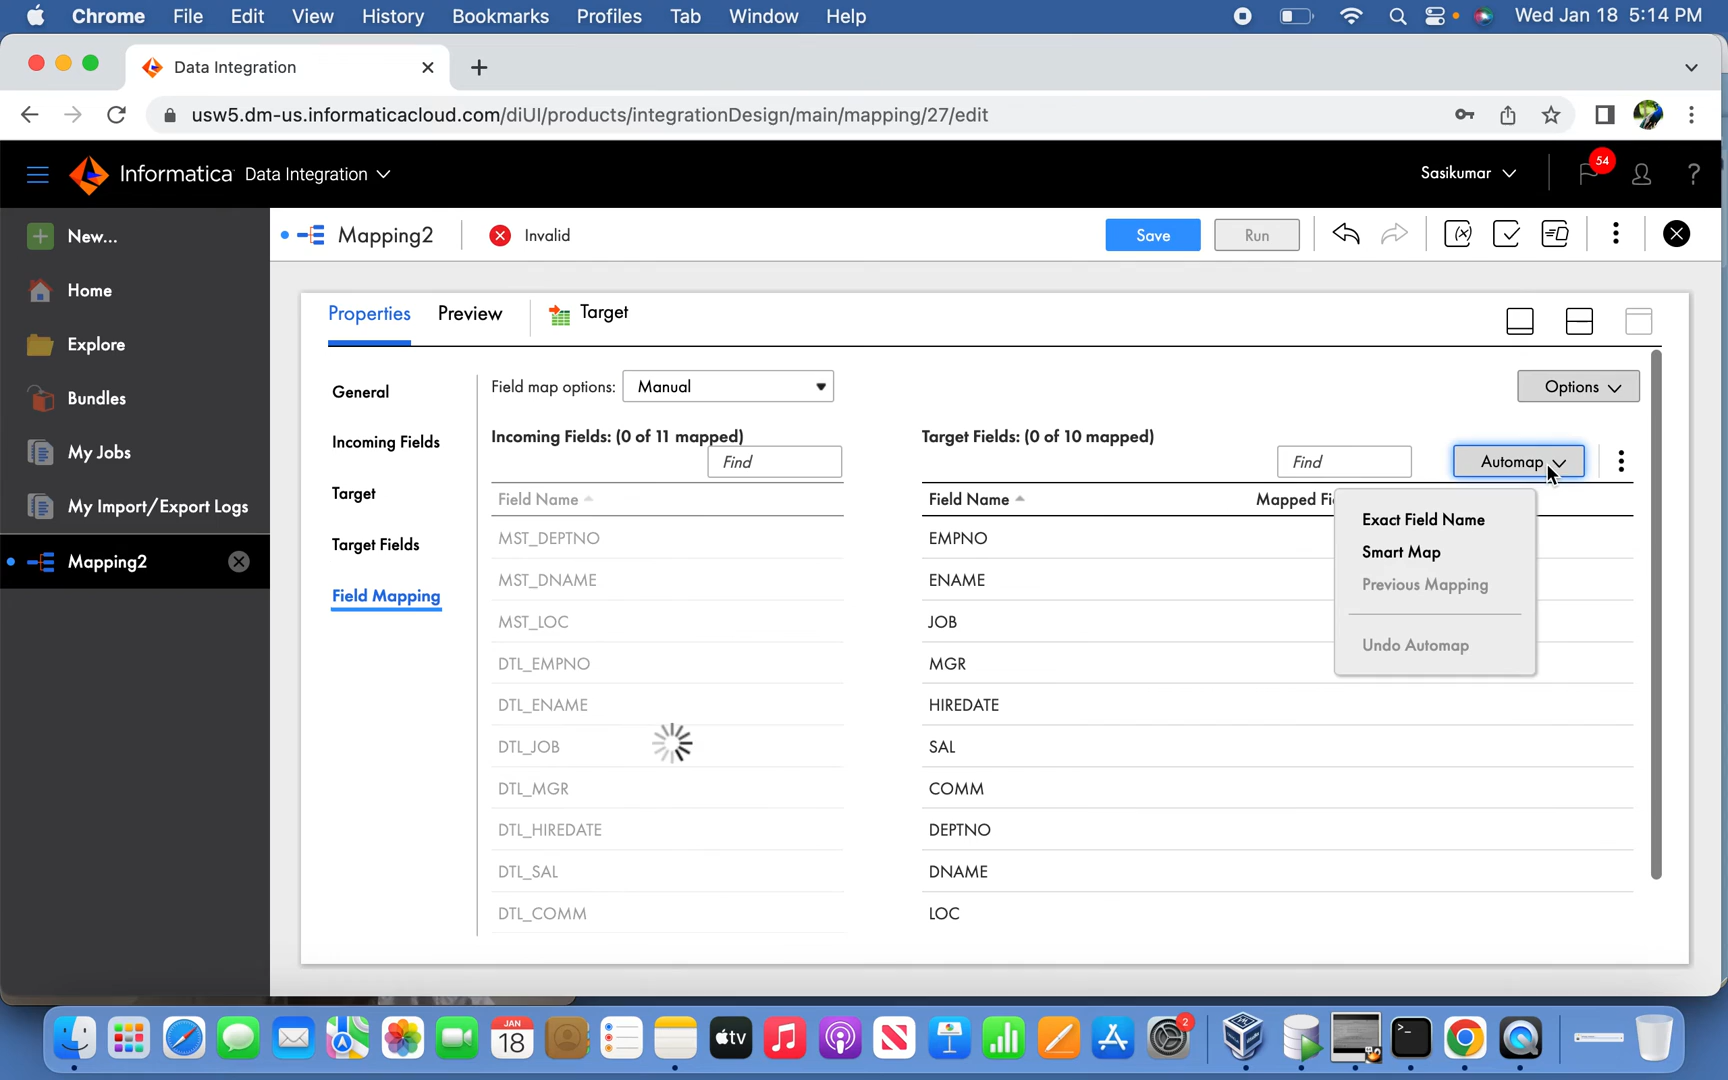 Chrome File Edit View History Bookmarks Profiles Tab Window Help Wed Jan 18 5:14 PM
Data Integration
usw5.dm-us.informaticacloud.com/diUI/products/integrationDesign/main/mapping/27/edit
Informatica Data Integration Sasikumar 54 ?
New... Mapping2 Invalid Save Run
Home
Explore
Bundles
My Jobs
My Import/Export Logs
Mapping2
Properties Preview Target
General
Incoming Fields
Target
Target Fields
Field Mapping
Field map options: Manual Options
Incoming Fields: (0 of 11 mapped)
Find
Field Name
MST_DEPTNO
MST_DNAME
MST_LOC
DTL_EMPNO
DTL_ENAME
DTL_JOB
DTL_MGR
DTL_HIREDATE
DTL_SAL
DTL_COMM
Target Fields: (0 of 10 mapped)
Find Automap
Field Name Mapped Fi
EMPNO
ENAME
JOB
MGR
HIREDATE
SAL
COMM
DEPTNO
DNAME
LOC
Exact Field Name
Smart Map
Previous Mapping
Undo Automap
JAN
18
tv
2